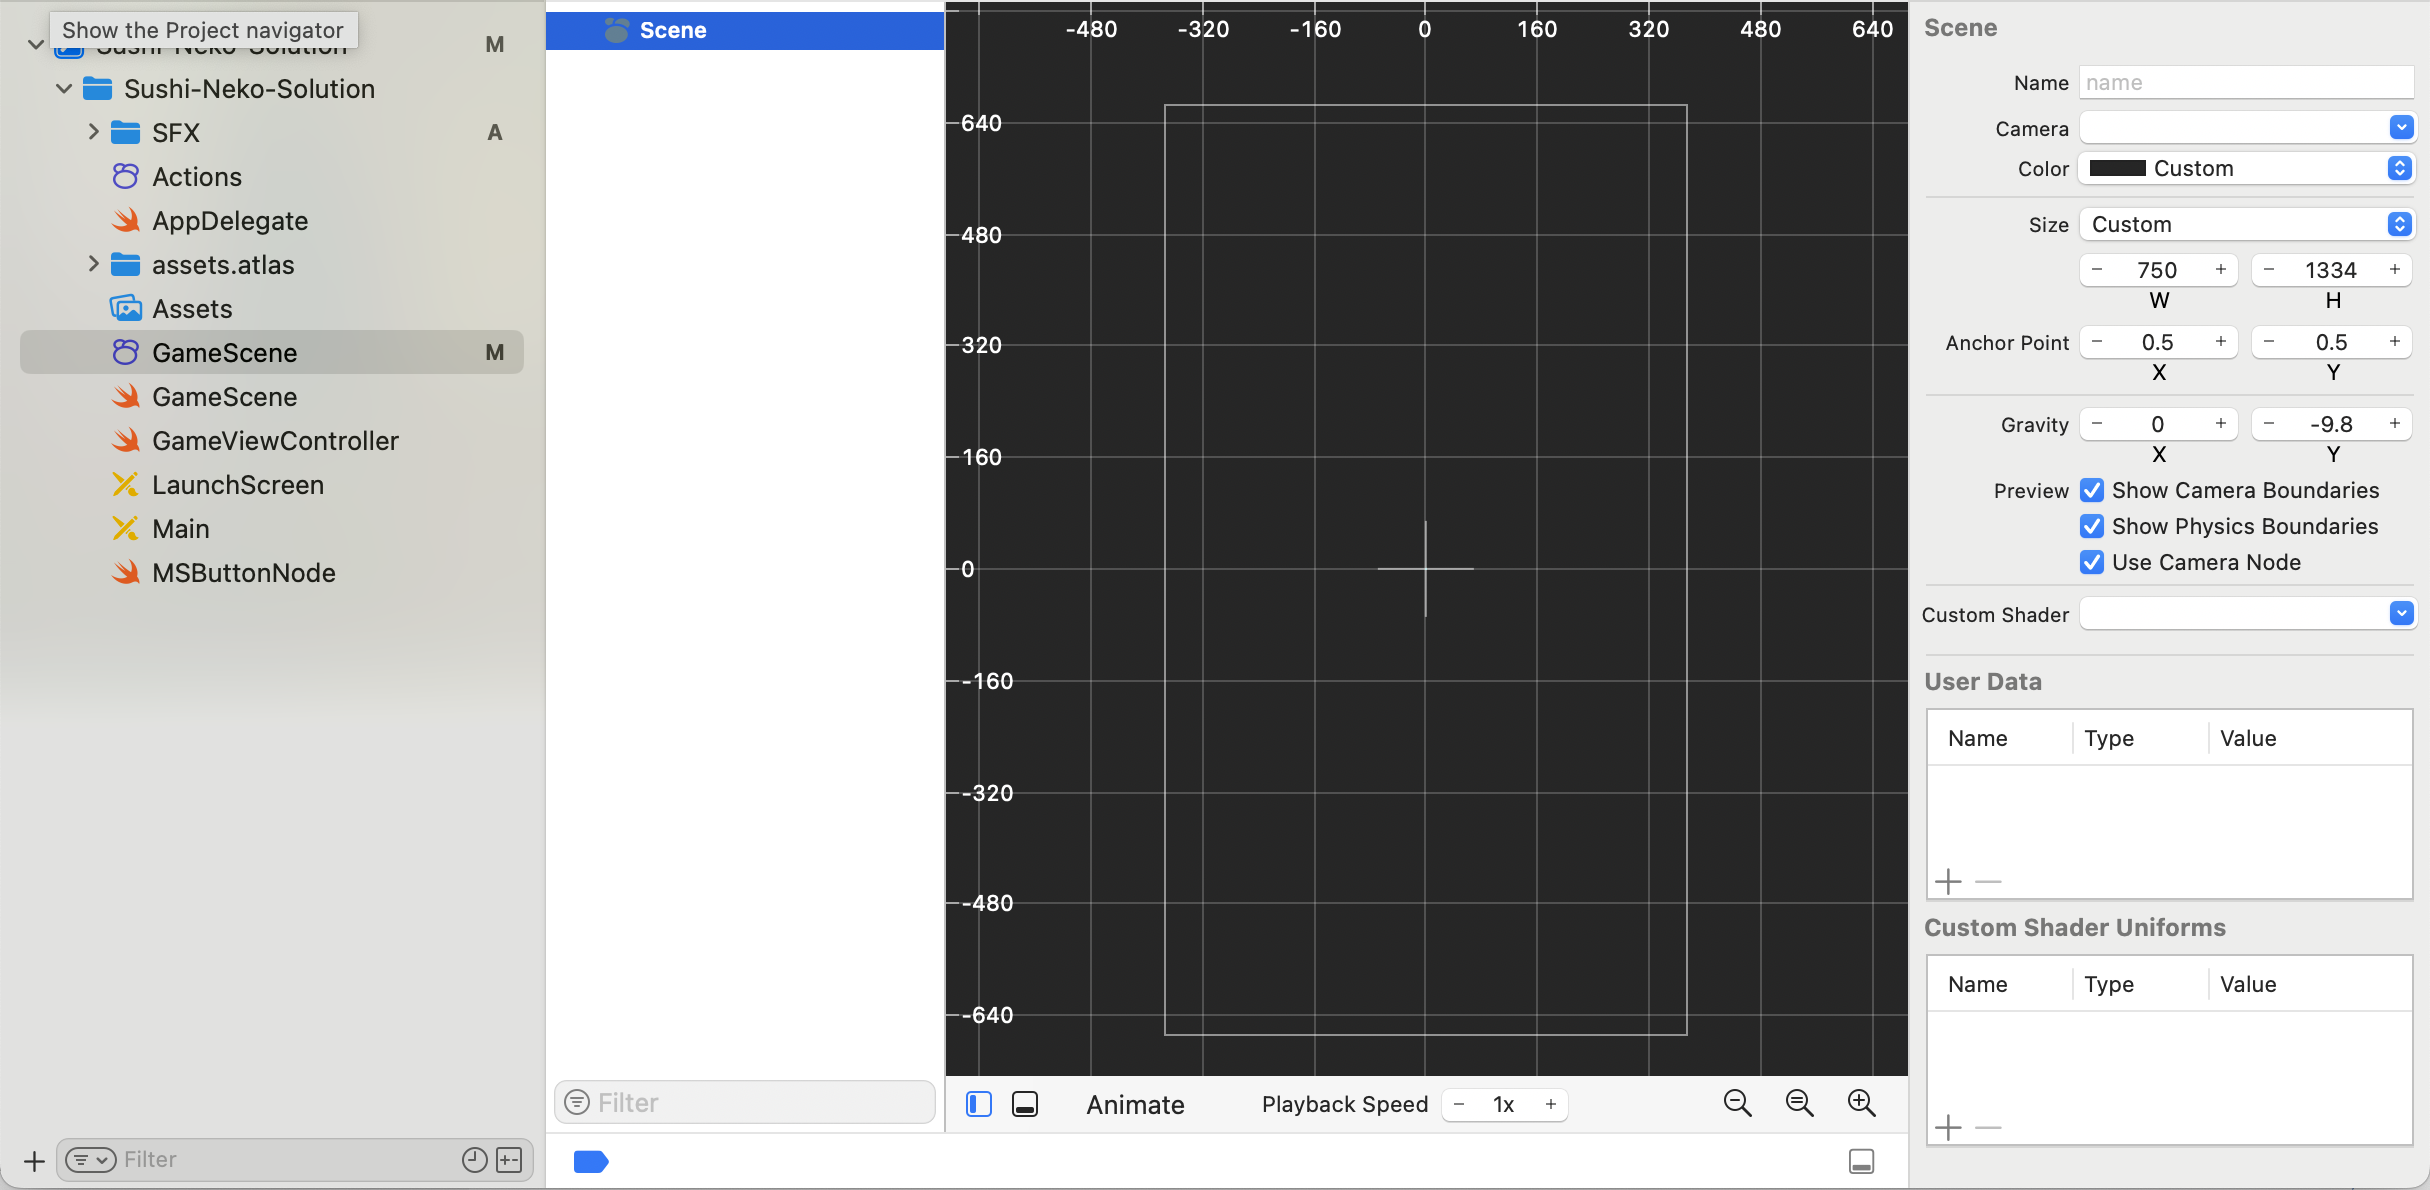 Show the Project navigator
Sushi-Neko-Solution M
Sushi-Neko-Solution
SFX A
Actions
AppDelegate
assets.atlas
Assets
GameScene M
GameScene
GameViewController
LaunchScreen
Main
MSButtonNode
Filter
Scene
Filter
-480 -320 -160 0 160 320 480 640
640
480
320
160
0
-160
-320
-480
-640
Animate Playback Speed − 1x +
Scene
Name name
Camera
Color Custom
Size Custom
− 750 + − 1334 +
W H
Anchor Point − 0.5 + − 0.5 +
X Y
Gravity − 0 + − -9.8 +
X Y
Preview Show Camera Boundaries
Show Physics Boundaries
Use Camera Node
Custom Shader
User Data
Name Type Value
Custom Shader Uniforms
Name Type Value